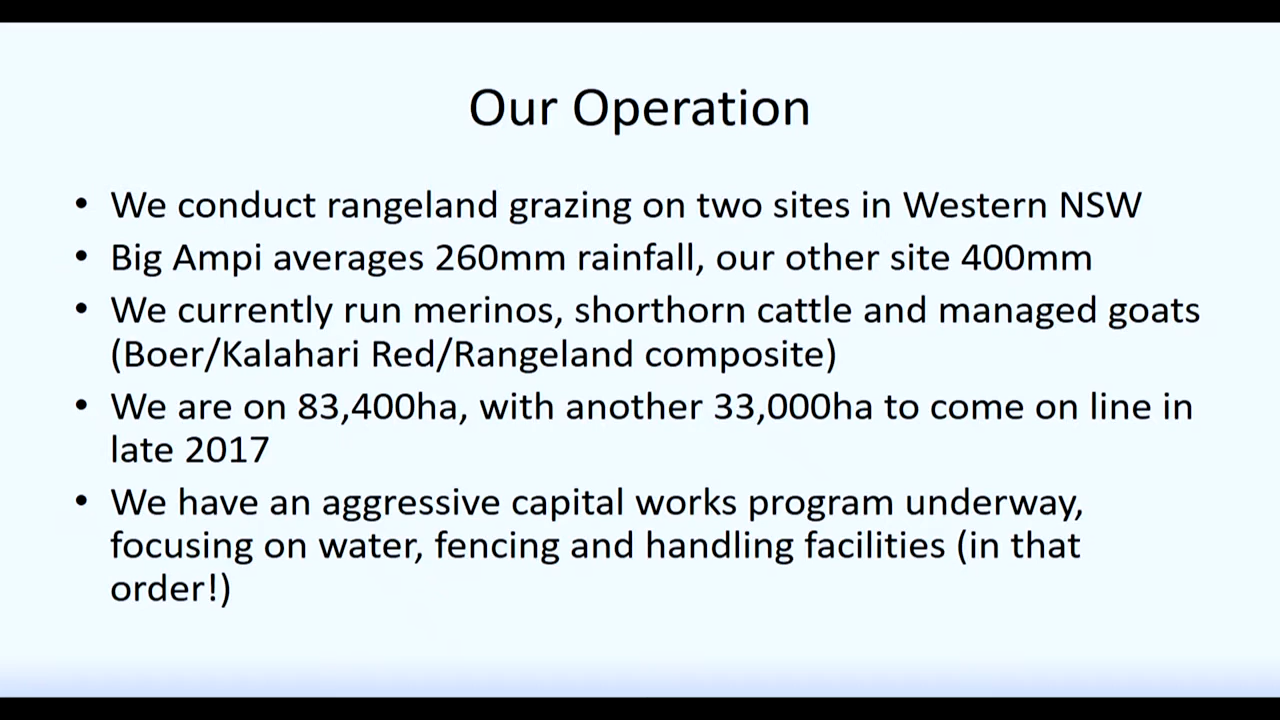 Our Operation
• We conduct rangeland grazing on two sites in Western NSW
• Big Ampi averages 260mm rainfall, our other site 400mm
• We currently run merinos, shorthorn cattle and managed goats
(Boer/Kalahari Red/Rangeland composite)
• We are on 83,400ha, with another 33,000ha to come on line in
late 2017
• We have an aggressive capital works program underway,
focusing on water, fencing and handling facilities (in that
order!)